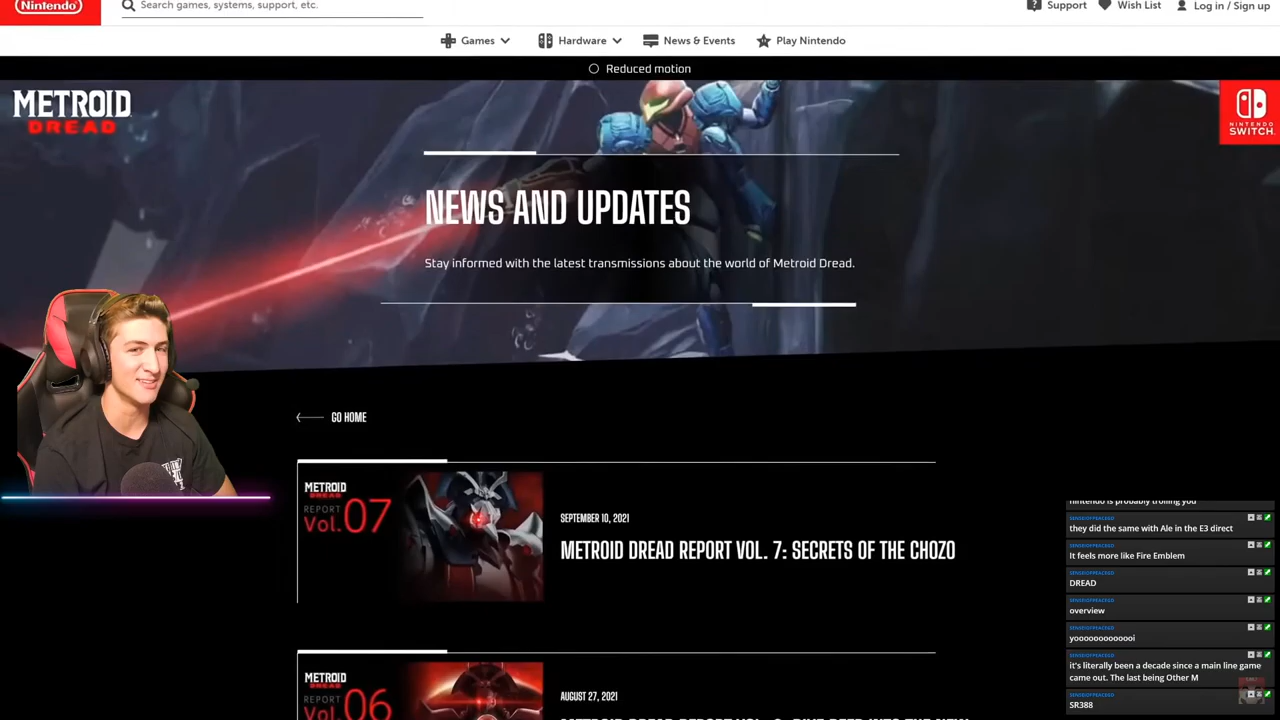 Nintendo
Search games, systems, support, etc.
Support
Wish List
Log in / Sign up
Games
Hardware
News & Events
Play Nintendo
Reduced motion
METROID
DREAD
NINTENDO
SWITCH
NEWS AND UPDATES
Stay informed with the latest transmissions about the world of Metroid Dread.
GO HOME
METROID
DREAD
REPORT
Vol.07
SEPTEMBER 10, 2021
METROID DREAD REPORT VOL. 7: SECRETS OF THE CHOZO
METROID
DREAD
REPORT
Vol.06
AUGUST 27, 2021
nintendo is probably trolling you
they did the same with Ale in the E3 direct
It feels more like Fire Emblem
DREAD
overview
yoooooooooooi
it's literally been a decade since a main line game
came out. The last being Other M
SR388